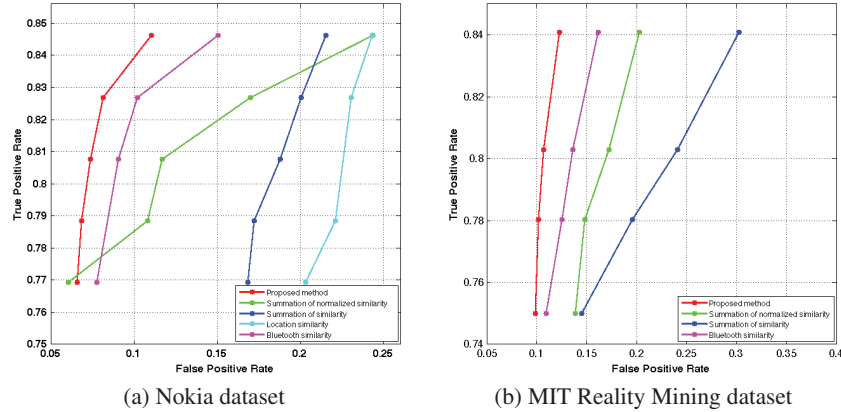 0.85
0.84
0.83
0.82
0.81
0.8
0.79
0.78
0.77
0.76
0.75
True Positive Rate
0.05
0.1
0.15
0.2
0.25
False Positive Rate
Proposed method
Summation of normalized similarity
Summation of similarity
Location similarity
Bluetooth similarity
(a) Nokia dataset
0.84
0.82
0.8
0.78
0.76
0.74
True Positive Rate
0.05
0.1
0.15
0.2
0.25
0.3
0.35
0.4
False Positive Rate
Proposed method
Summation of normalized similarity
Summation of similarity
Bluetooth similarity
(b) MIT Reality Mining dataset